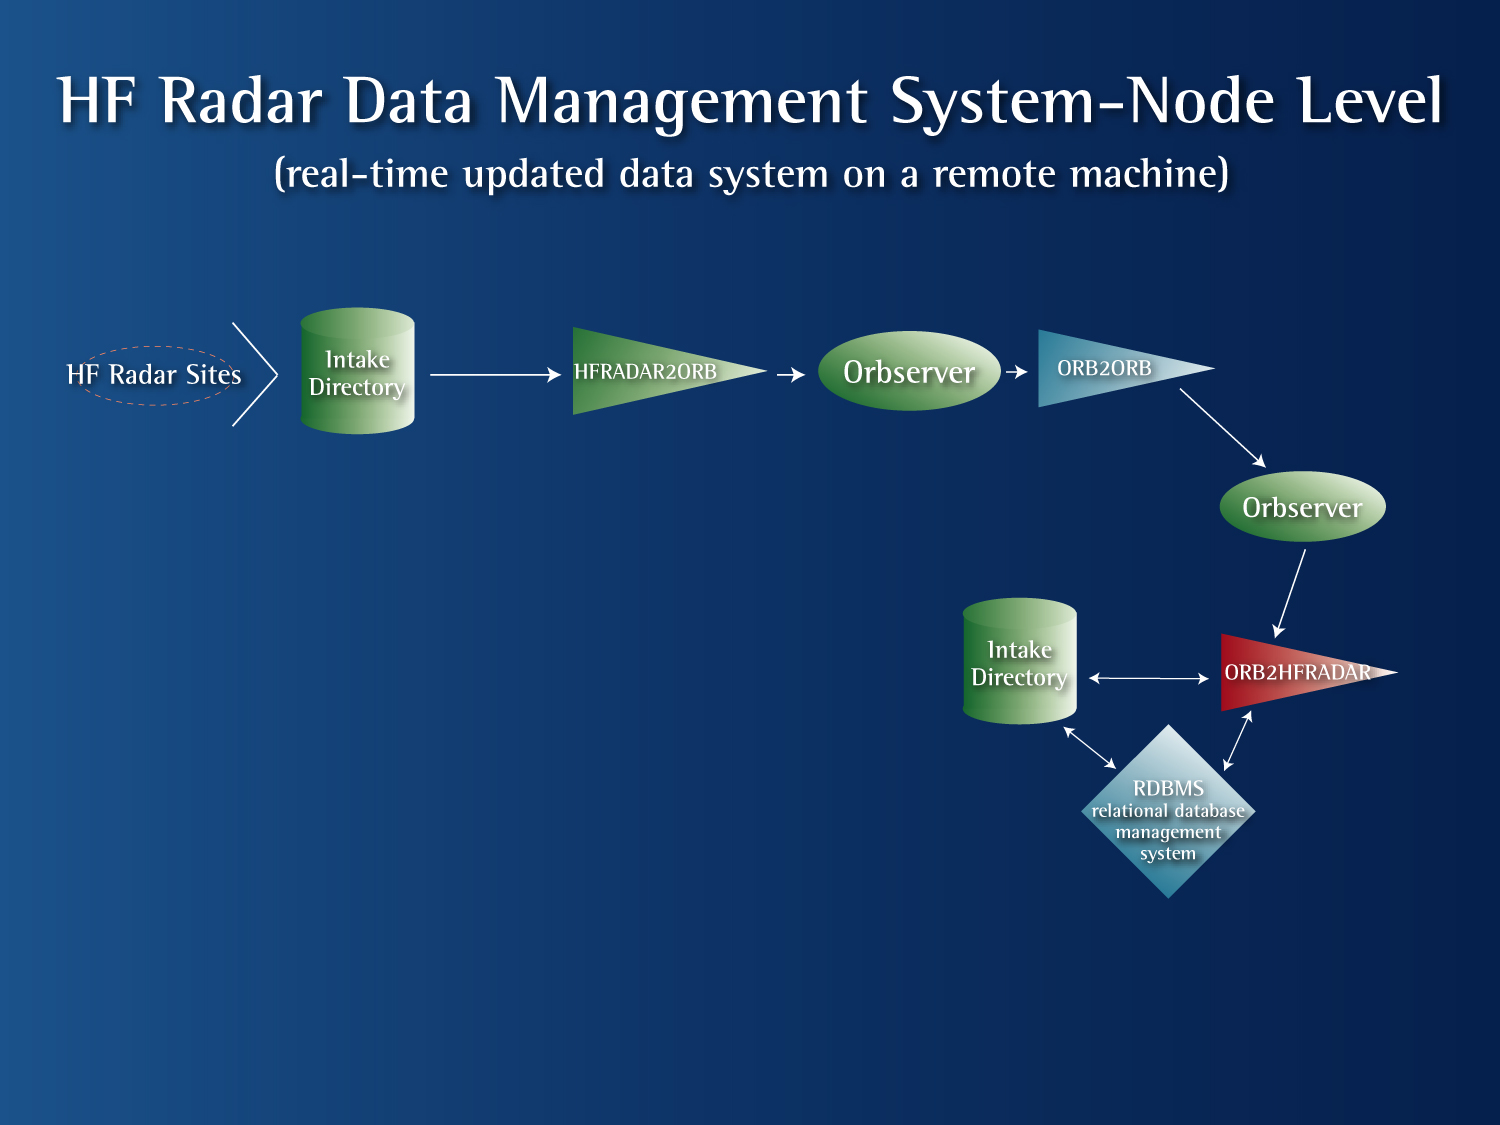 HF Radar Data Management System-Node Level
(real-time updated data system on a remote machine)
HF Radar Sites
Intake
Directory
HFRADAR2ORB
Orbserver
ORB2ORB
Orbserver
Intake
Directory
ORB2HFRADAR
RDBMS
relational database
management
system